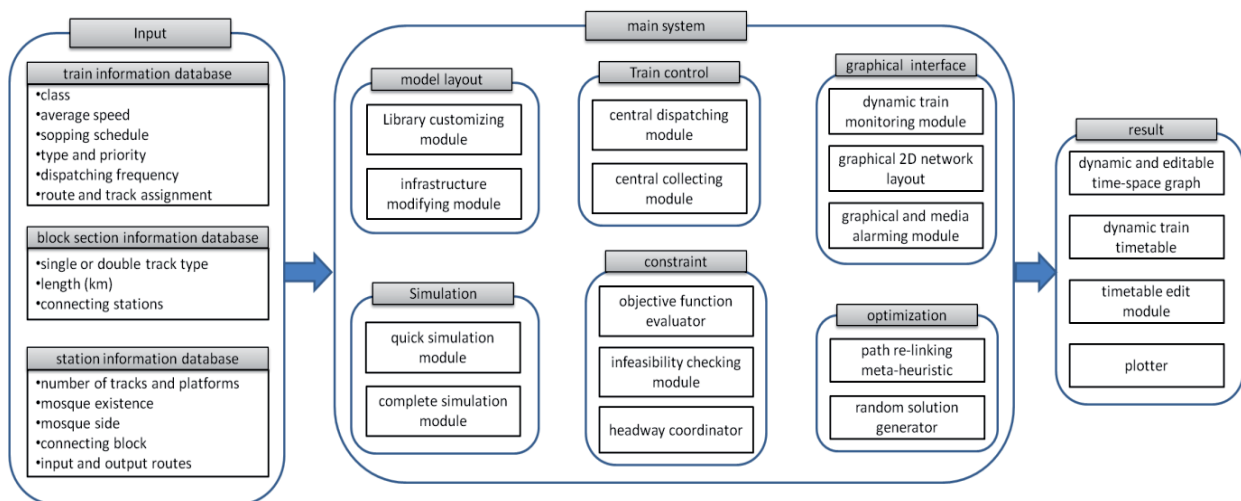 Input
train information database
•class
•average speed
•sopping schedule
•type and priority
•dispatching frequency
•route and track assignment
block section information database
•single or double track type
•length (km)
•connecting stations
station information database
•number of tracks and platforms
•mosque existence
•mosque side
•connecting block
•input and output routes
main system
model layout
Library customizing
module
infrastructure
modifying module
Train control
central dispatching
module
central collecting
module
graphical interface
dynamic train
monitoring module
graphical 2D network
layout
graphical and media
alarming module
Simulation
quick simulation
module
complete simulation
module
constraint
objective function
evaluator
infeasibility checking
module
headway coordinator
optimization
path re-linking
meta-heuristic
random solution
generator
result
dynamic and editable
time-space graph
dynamic train
timetable
timetable edit
module
plotter